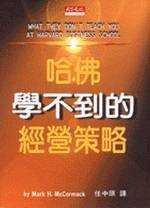 WHAT THEY DON'T TEACH YOU
AT HARVARD BUSINESS SCHOOL
哈佛
學不到的
經營策略
by Mark H. McCormack 任中原 譯